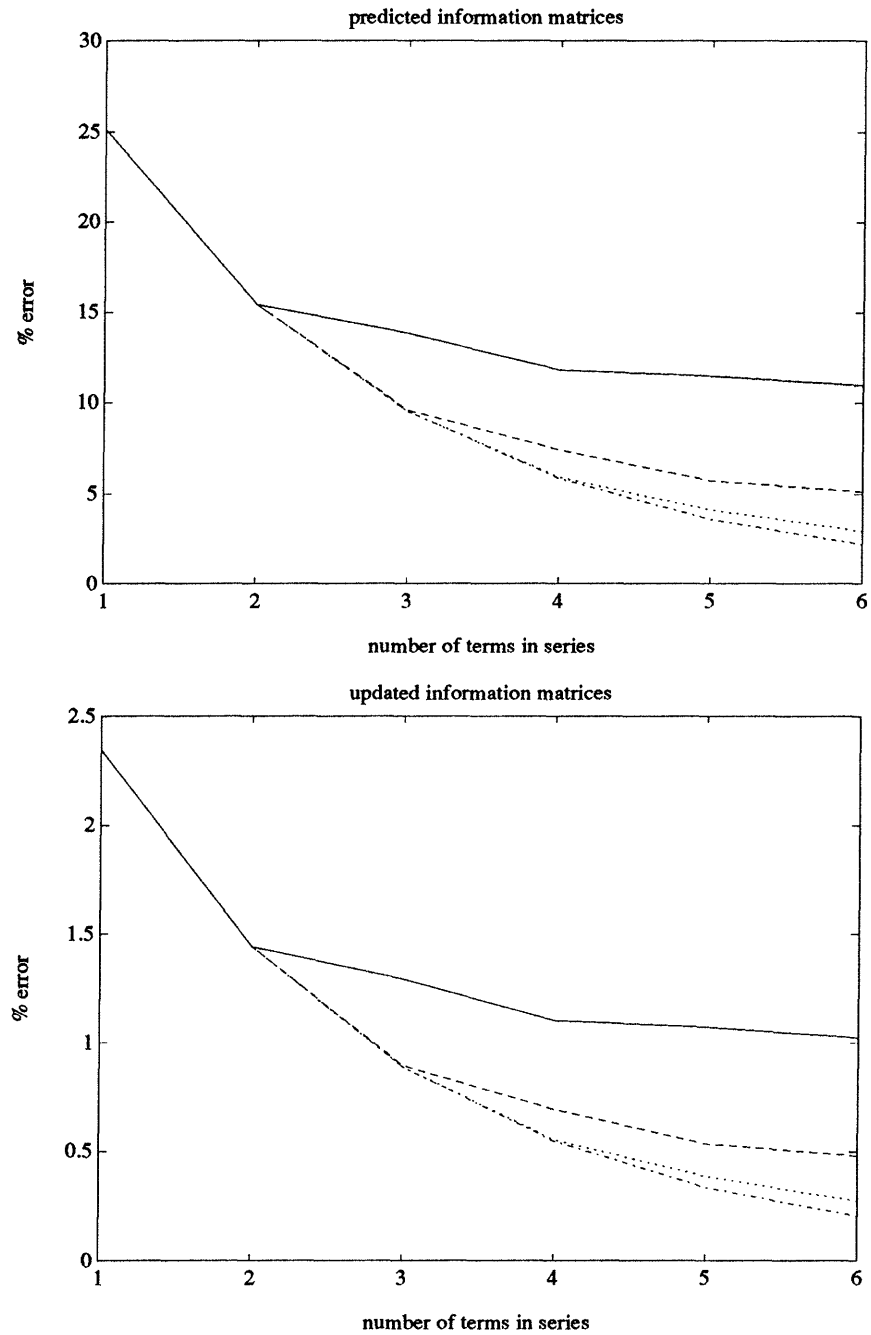 predicted information matrices
30
25
20
15
10
5
0
% error
1 2 3 4 5 6
number of terms in series
updated information matrices
2.5
2
1.5
1
0.5
0
% error
1 2 3 4 5 6
number of terms in series